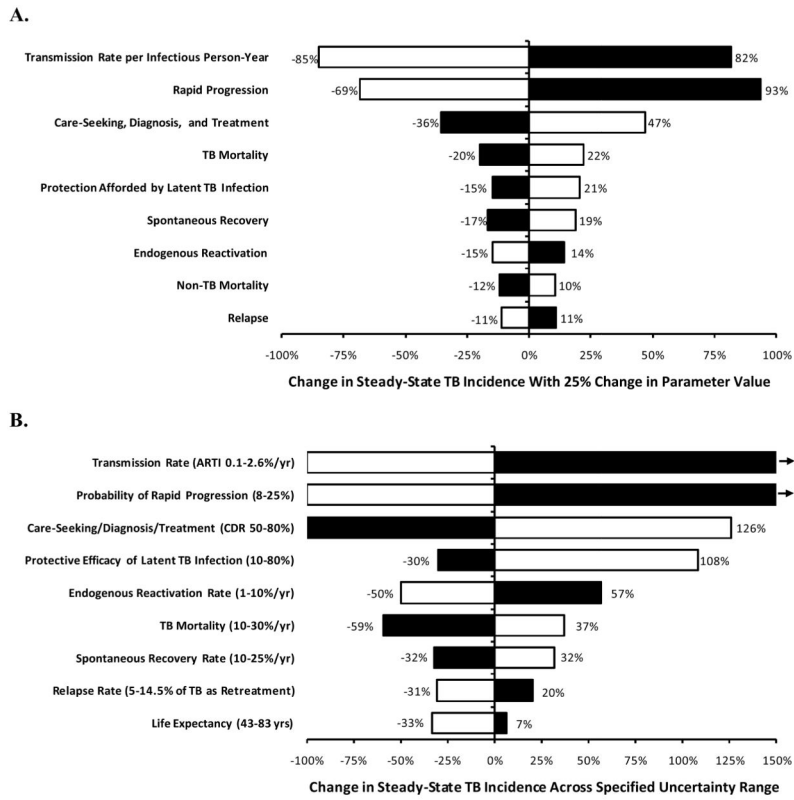 A.
Transmission Rate per Infectious Person-Year -85% 82%
Rapid Progression -69% 93%
Care-Seeking, Diagnosis, and Treatment -36% 47%
TB Mortality -20% 22%
Protection Afforded by Latent TB Infection -15% 21%
Spontaneous Recovery -17% 19%
Endogenous Reactivation -15% 14%
Non-TB Mortality -12% 10%
Relapse -11% 11%
-100% -75% -50% -25% 0% 25% 50% 75% 100%
Change in Steady-State TB Incidence With 25% Change in Parameter Value
B.
Transmission Rate (ARTI 0.1-2.6%/yr)
Probability of Rapid Progression (8-25%)
Care-Seeking/Diagnosis/Treatment (CDR 50-80%) 126%
Protective Efficacy of Latent TB Infection (10-80%) -30% 108%
Endogenous Reactivation Rate (1-10%/yr) -50% 57%
TB Mortality (10-30%/yr) -59% 37%
Spontaneous Recovery Rate (10-25%/yr) -32% 32%
Relapse Rate (5-14.5% of TB as Retreatment) -31% 20%
Life Expectancy (43-83 yrs) -33% 7%
-100% -75% -50% -25% 0% 25% 50% 75% 100% 125% 150%
Change in Steady-State TB Incidence Across Specified Uncertainty Range